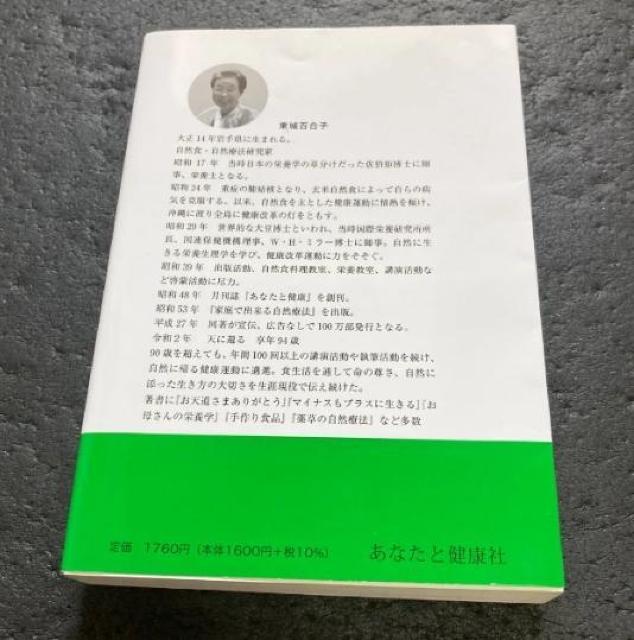 東城百合子
大正14年岩手県に生まれる。
自然食・自然療法研究家
昭和 17 年　当時日本の栄養学の草分けだった佐伯矩博士に師
事、栄養士となる。
昭和24年　重症の肺結核となり、玄米自然食によって自らの病
気を克服する。以来、自然食を主とした健康運動に情熱を傾け、
沖縄に渡り全島に健康改革の灯をともす。
昭和29年　世界的な大豆博士といわれ、当時国際栄養研究所所
長、国連保健機構理事、W・H・ミラー博士に師事。自然に生
きる栄養生理学を学び、健康改革運動に力をそそぐ。
昭和39年　出版活動、自然食料理教室、栄養教室、講演活動な
ど啓蒙活動に尽力。
昭和48年　月刊誌『あなたと健康』を創刊。
昭和53年　『家庭で出来る自然療法』を出版。
平成27年　同著が宣伝、広告なしで100万部発行となる。
令和2年　天に還る　享年94歳
90歳を超えても、年間100回以上の講演活動や執筆活動を続け、
自然に帰る健康運動に邁進。食生活を通して命の尊さ、自然に
添った生き方の大切さを生涯現役で伝え続けた。
著書に『お天道さまありがとう』『マイナスもプラスに生きる』『お
母さんの栄養学』『手作り食品』『薬草の自然療法』など多数
定価　1760円（本体1600円＋税10%）
あなたと健康社